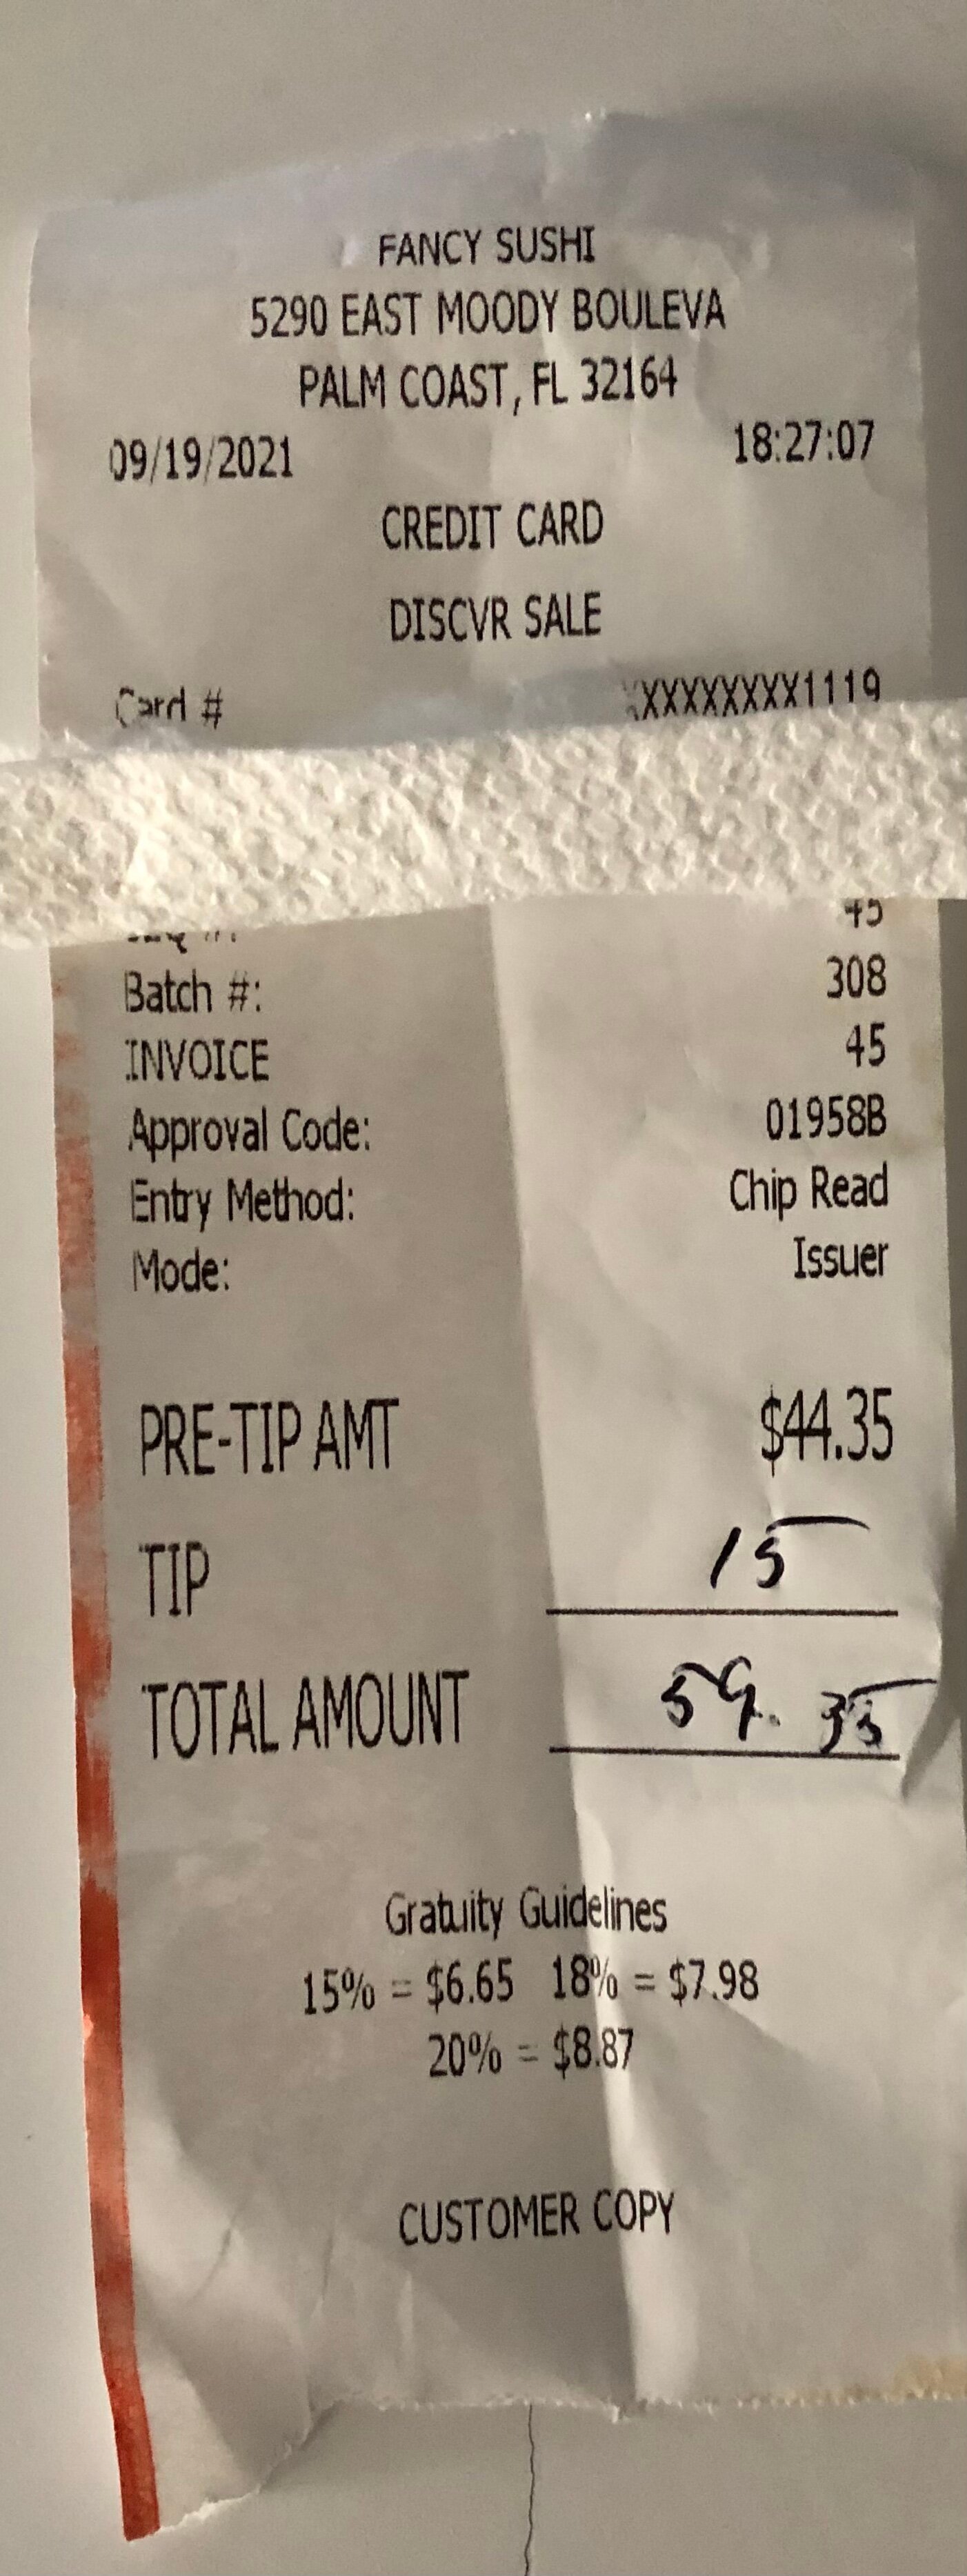 FANCY SUSHI
5290 EAST MOODY BOULEVA
PALM COAST, FL 32164
09/19/2021 18:27:07
CREDIT CARD
DISCVR SALE
Card # XXXXXXXXX1119
45
Batch #: 308
INVOICE 45
Approval Code: 01958B
Entry Method: Chip Read
Mode: Issuer
PRE-TIP AMT $44.35
TIP 15
TOTAL AMOUNT 59.35
Gratuity Guidelines
15% = $6.65 18% = $7.98
20% = $8.87
CUSTOMER COPY